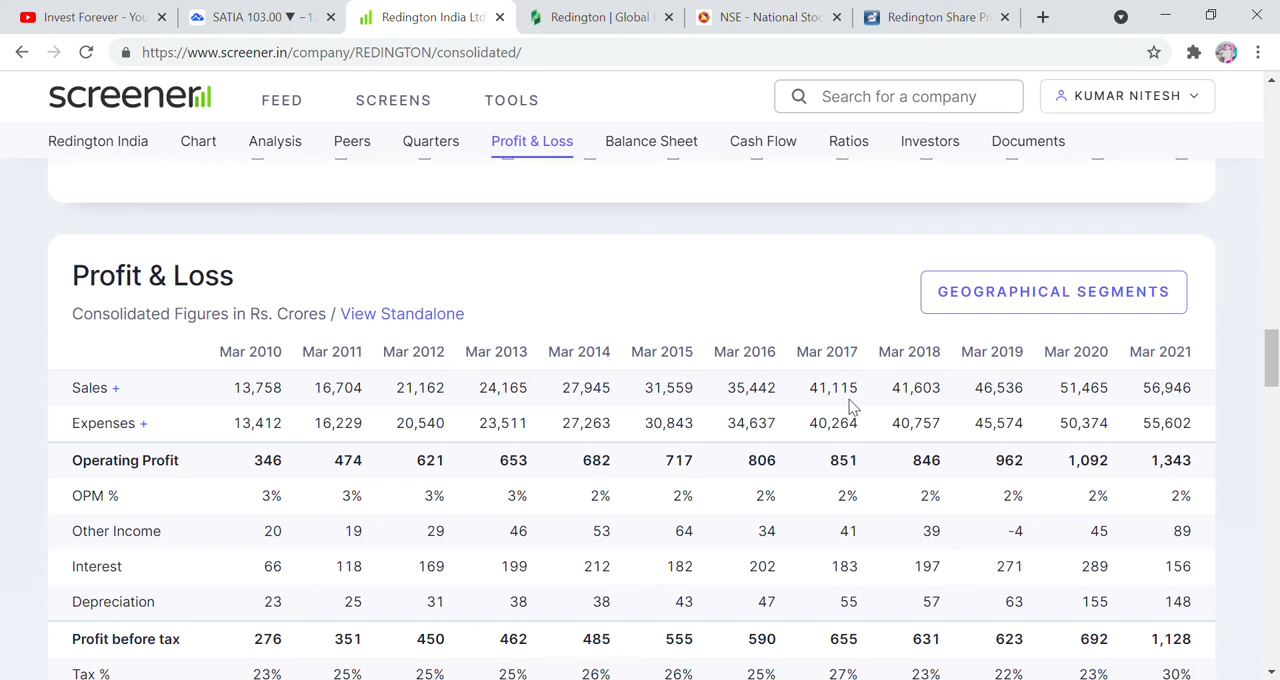 Invest Forever - You
SATIA 103.00 ▼ −1.
Redington India Ltd
Redington | Global
NSE - National Stoc
Redington Share Pr
https://www.screener.in/company/REDINGTON/consolidated/
screener
FEED SCREENS TOOLS
Search for a company
KUMAR NITESH
Redington India Chart Analysis Peers Quarters Profit & Loss Balance Sheet Cash Flow Ratios Investors Documents
Profit & Loss
GEOGRAPHICAL SEGMENTS
Consolidated Figures in Rs. Crores / View Standalone
Mar 2010 Mar 2011 Mar 2012 Mar 2013 Mar 2014 Mar 2015 Mar 2016 Mar 2017 Mar 2018 Mar 2019 Mar 2020 Mar 2021
Sales + 13,758 16,704 21,162 24,165 27,945 31,559 35,442 41,115 41,603 46,536 51,465 56,946
Expenses + 13,412 16,229 20,540 23,511 27,263 30,843 34,637 40,264 40,757 45,574 50,374 55,602
Operating Profit 346 474 621 653 682 717 806 851 846 962 1,092 1,343
OPM % 3% 3% 3% 3% 2% 2% 2% 2% 2% 2% 2% 2%
Other Income 20 19 29 46 53 64 34 41 39 -4 45 89
Interest 66 118 169 199 212 182 202 183 197 271 289 156
Depreciation 23 25 31 38 38 43 47 55 57 63 155 148
Profit before tax 276 351 450 462 485 555 590 655 631 623 692 1,128
Tax % 23% 25% 25% 25% 26% 26% 25% 27% 23% 22% 23% 30%